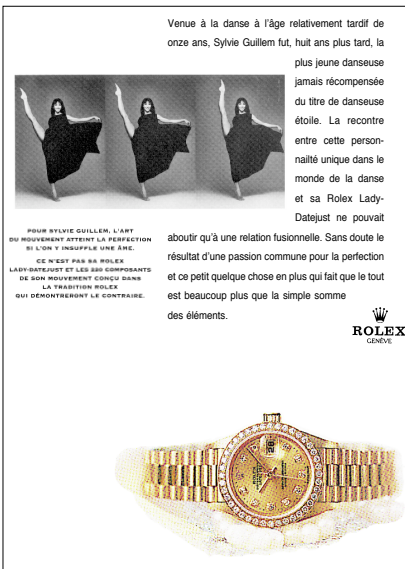 Venue à la danse à l'âge relativement tardif de
onze ans, Sylvie Guillem fut, huit ans plus tard, la
plus jeune danseuse
jamais récompensée
du titre de danseuse
étoile. La recontre
entre cette person-
nailté unique dans le
monde de la danse
et sa Rolex Lady-
Datejust ne pouvait
aboutir qu'à une relation fusionnelle. Sans doute le
résultat d'une passion commune pour la perfection
et ce petit quelque chose en plus qui fait que le tout
est beaucoup plus que la simple somme
des éléments.
POUR SYLVIE GUILLEM, L'ART
DU MOUVEMENT ATTEINT LA PERFECTION
SI L'ON Y INSUFFLE UNE ÂME.
CE N'EST PAS SA ROLEX
LADY-DATEJUST ET LES 220 COMPOSANTS
DE SON MOUVEMENT CONÇU DANS
LA TRADITION ROLEX
QUI DÉMONTRERONT LE CONTRAIRE.
ROLEX
GENÈVE
28